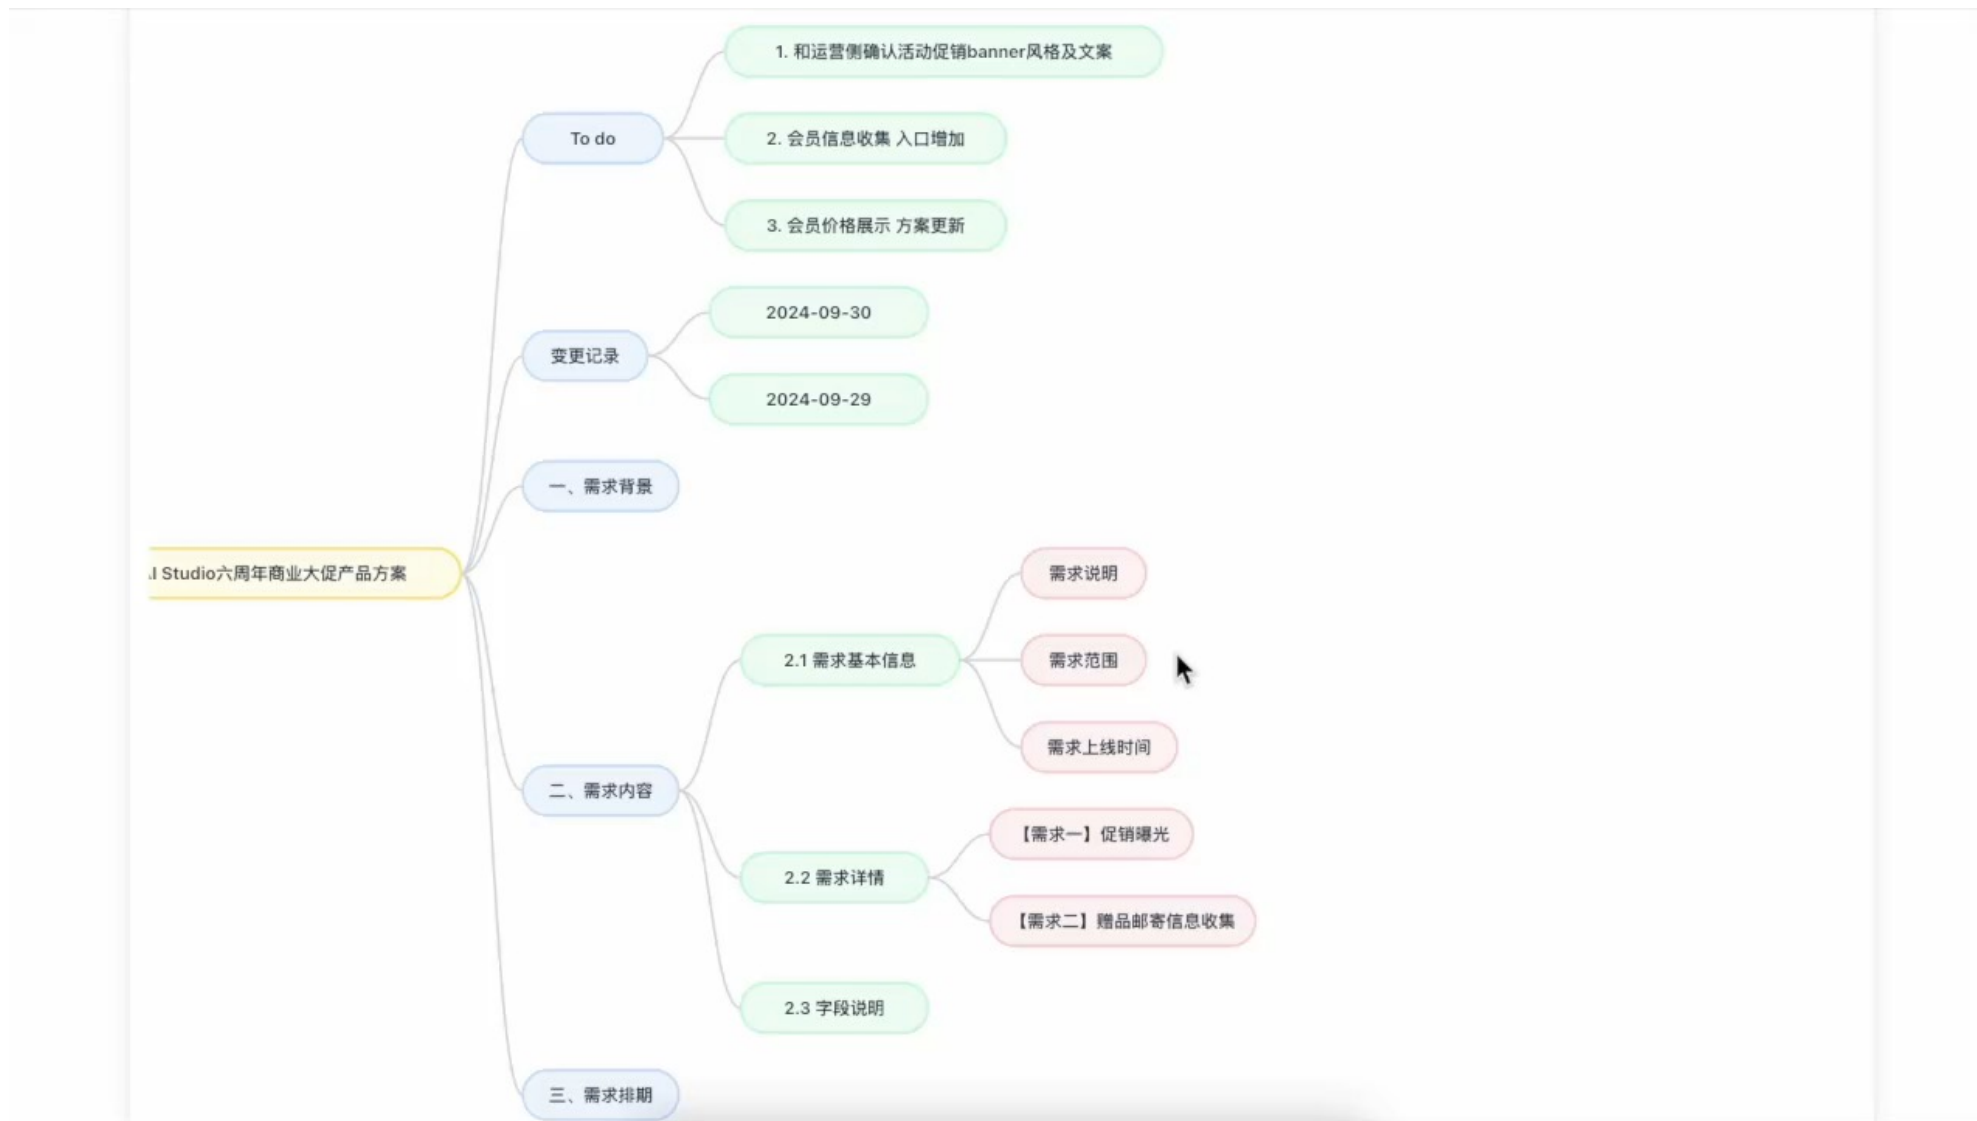 1. 和运营侧确认活动促销banner风格及文案
To do
2. 会员信息收集 入口增加
3. 会员价格展示 方案更新
2024-09-30
变更记录
2024-09-29
一、需求背景
I Studio六周年商业大促产品方案
需求说明
2.1 需求基本信息
需求范围
需求上线时间
二、需求内容
【需求一】促销曝光
2.2 需求详情
【需求二】赠品邮寄信息收集
2.3 字段说明
三、需求排期